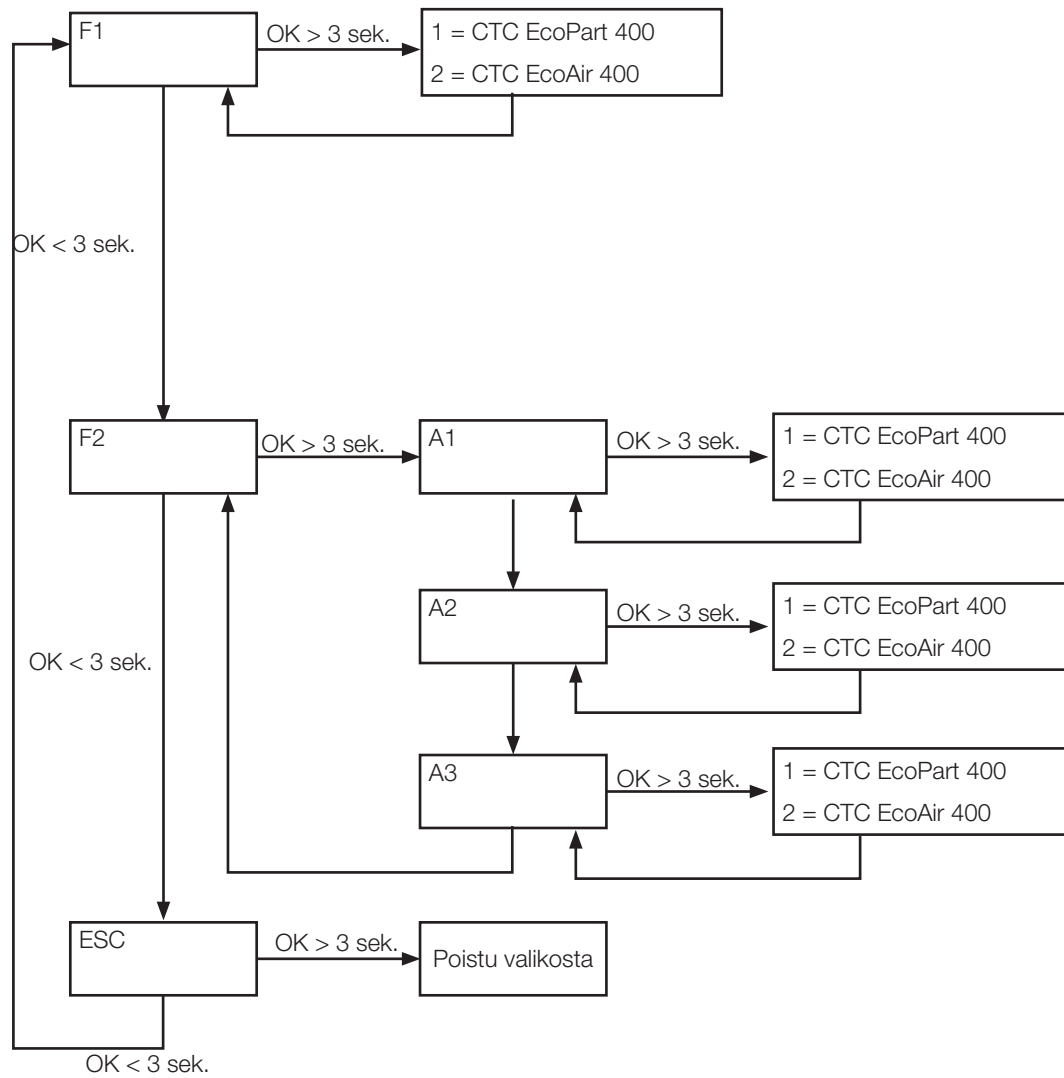 F1
OK > 3 sek.
1 = CTC EcoPart 400
2 = CTC EcoAir 400
OK < 3 sek.
F2
OK > 3 sek.
A1
OK > 3 sek.
1 = CTC EcoPart 400
2 = CTC EcoAir 400
A2
OK > 3 sek.
1 = CTC EcoPart 400
2 = CTC EcoAir 400
OK < 3 sek.
A3
OK > 3 sek.
1 = CTC EcoPart 400
2 = CTC EcoAir 400
ESC
OK > 3 sek.
Poistu valikosta
OK < 3 sek.